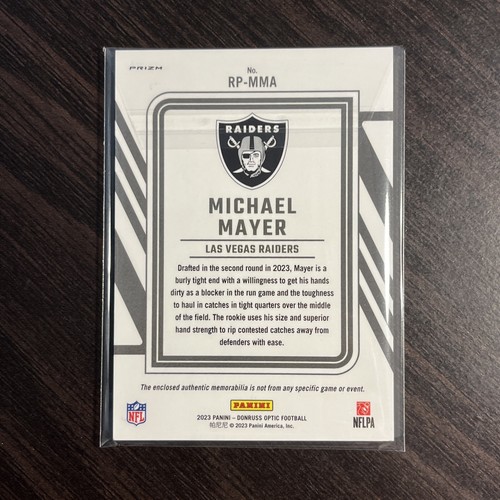 PRIZM
No.
RP-MMA
RAIDERS
MICHAEL
MAYER
LAS VEGAS RAIDERS
Drafted in the second round in 2023, Mayer is a
burly tight end with a willingness to get his hands
dirty as a blocker in the run game and the toughness
to haul in catches in tight quarters over the middle
of the field. The rookie uses his size and superior
hand strength to rip contested catches away from
defenders with ease.
The enclosed authentic memorabilia is not from any specific game or event.
NFL
PANINI
2023 PANINI – DONRUSS OPTIC FOOTBALL
帕尼尼 © 2023 Panini America, Inc.
NFLPA